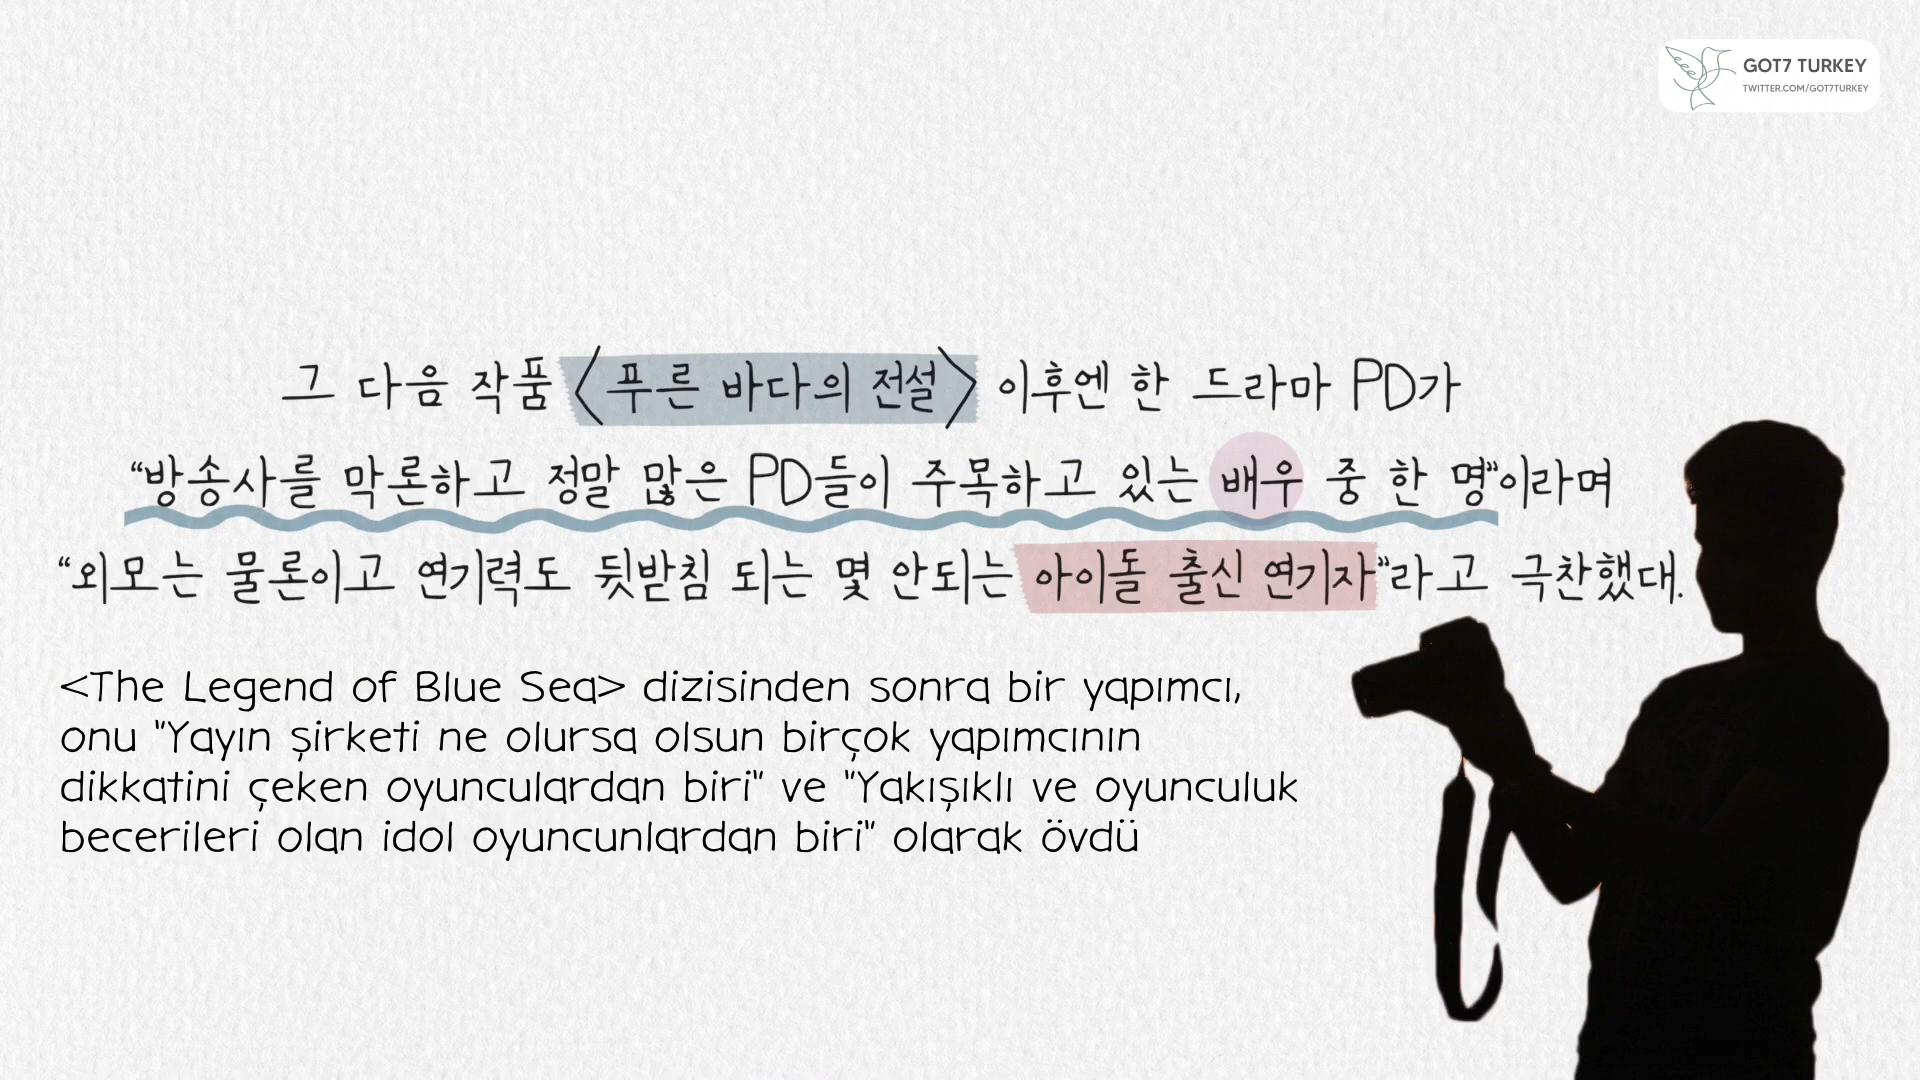 GOT7 TURKEY
TWITTER.COM/GOT7TURKEY
그 다음 작품 〈푸른 바다의 전설〉 이후엔 한 드라마 PD가
“방송사를 막론하고 정말 많은 PD들이 주목하고 있는 배우 중 한 명”이라며
“외모는 물론이고 연기력도 뒷받침 되는 몇 안되는 아이돌 출신 연기자”라고 극찬했대.
<The Legend of Blue Sea> dizisinden sonra bir yapımcı,
onu "Yayın şirketi ne olursa olsun birçok yapımcının
dikkatini çeken oyunculardan biri" ve "Yakışıklı ve oyunculuk
becerileri olan idol oyuncunlardan biri" olarak övdü